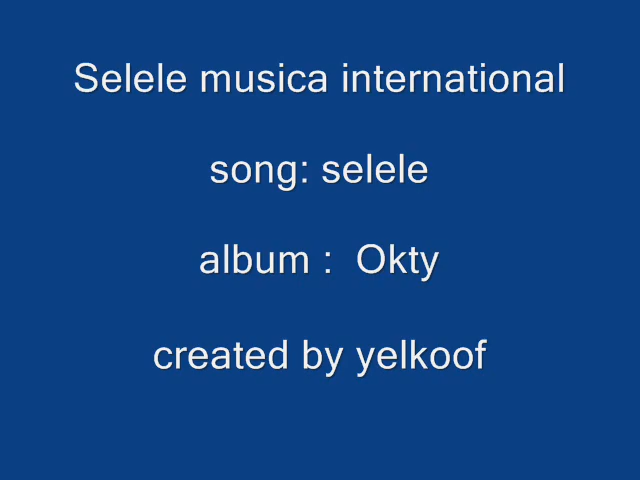 Selele musica international
song: selele
album :  Okty
created by yelkoof